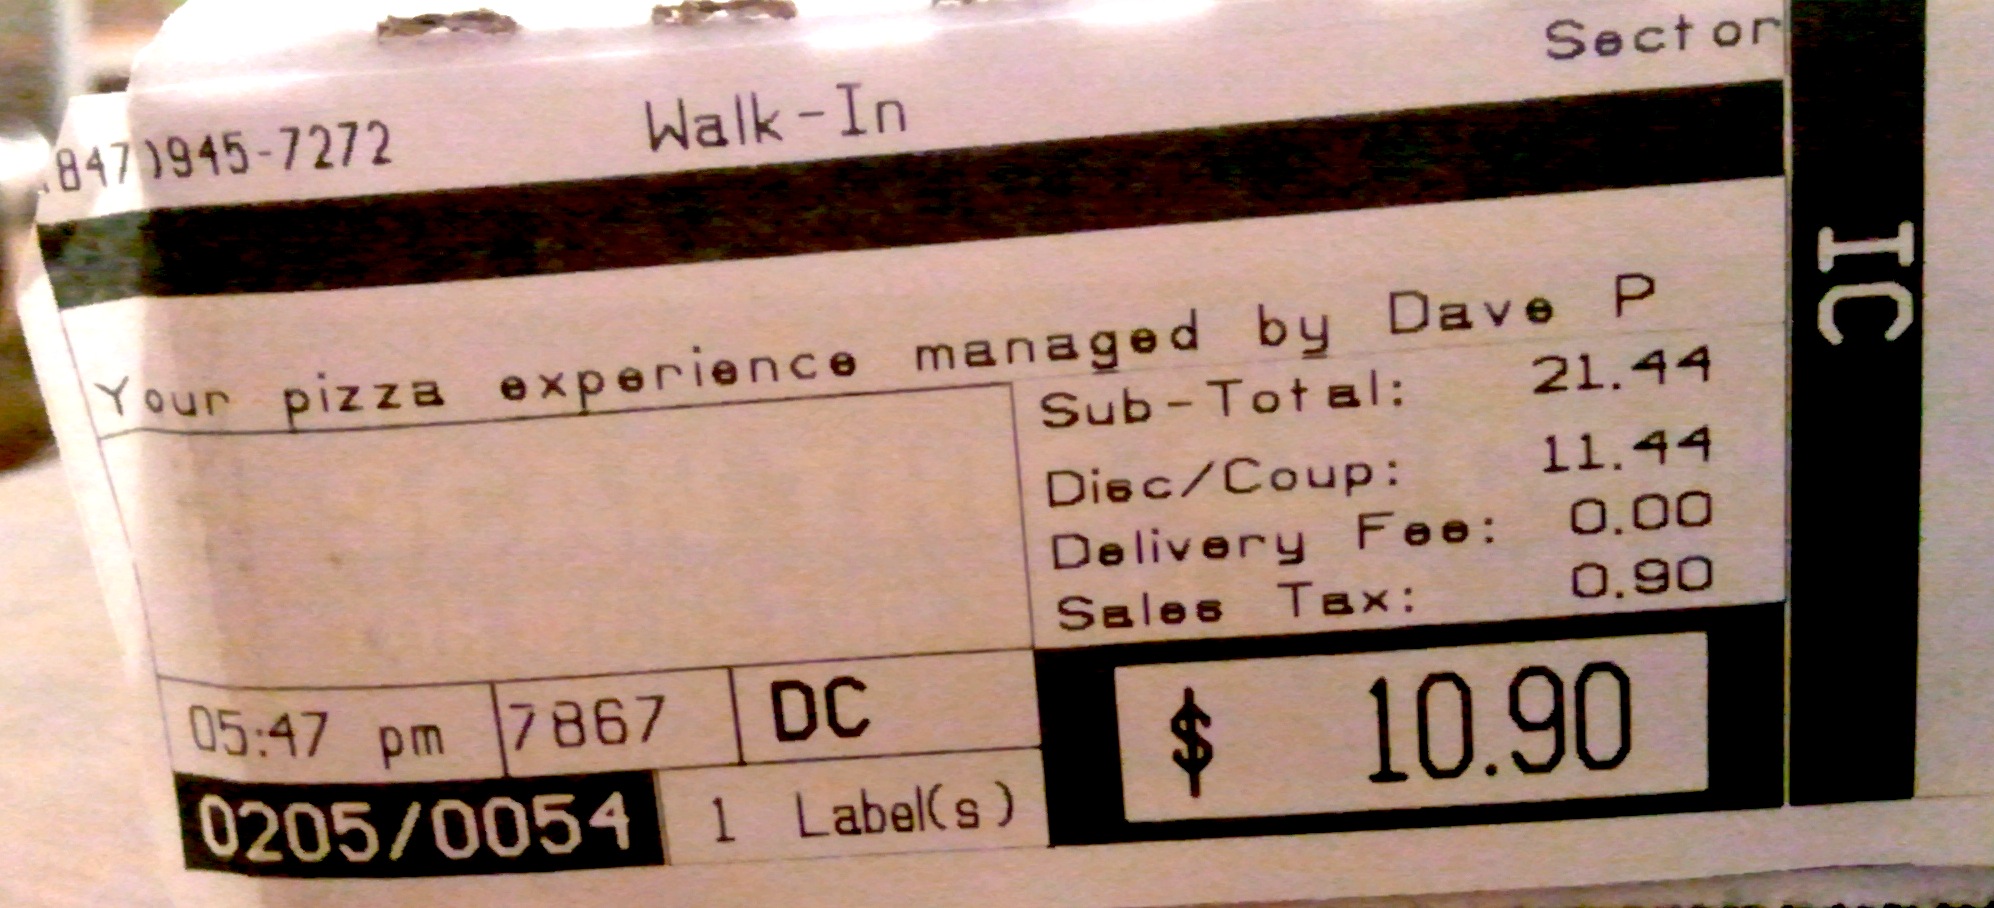 Sector
(847)945-7272 Walk-In
IC
Your pizza experience managed by Dave P
Sub-Total: 21.44
Disc/Coup: 11.44
Delivery Fee: 0.00
Sales Tax: 0.90
05:47 pm 7867 DC
$ 10.90
0205/0054 1 Label(s)